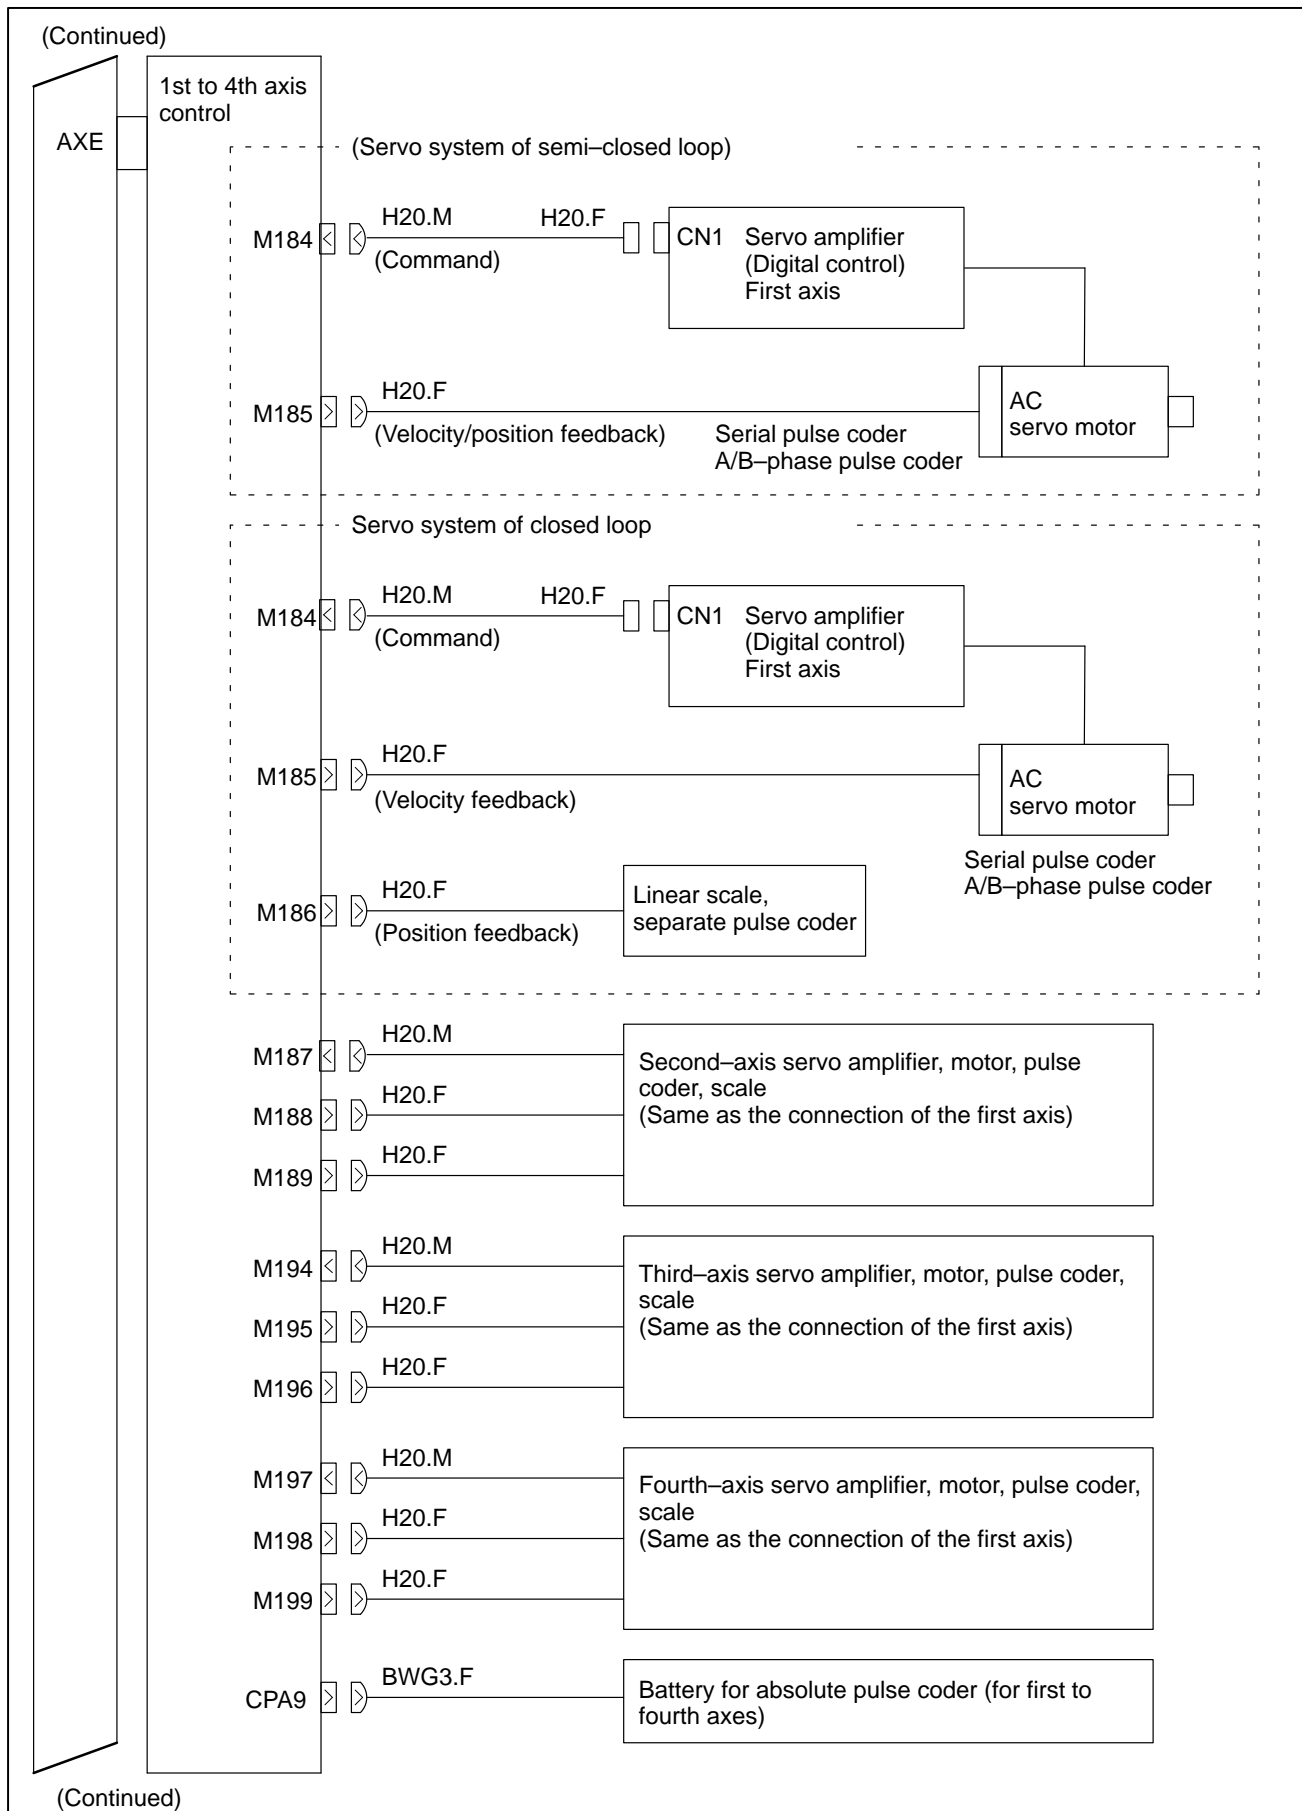 (Continued)
1st to 4th axis
control
AXE
(Servo system of semi–closed loop)
M184
H20.M
H20.F
(Command)
CN1
Servo amplifier
(Digital control)
First axis
M185
H20.F
(Velocity/position feedback)
Serial pulse coder
A/B–phase pulse coder
AC
servo motor
Servo system of closed loop
M184
H20.M
H20.F
(Command)
CN1
Servo amplifier
(Digital control)
First axis
M185
H20.F
(Velocity feedback)
AC
servo motor
Serial pulse coder
A/B–phase pulse coder
M186
H20.F
(Position feedback)
Linear scale,
separate pulse coder
M187
H20.M
M188
H20.F
M189
H20.F
Second–axis servo amplifier, motor, pulse
coder, scale
(Same as the connection of the first axis)
M194
H20.M
M195
H20.F
M196
H20.F
Third–axis servo amplifier, motor, pulse coder,
scale
(Same as the connection of the first axis)
M197
H20.M
M198
H20.F
M199
H20.F
Fourth–axis servo amplifier, motor, pulse coder,
scale
(Same as the connection of the first axis)
CPA9
BWG3.F
Battery for absolute pulse coder (for first to
fourth axes)
(Continued)